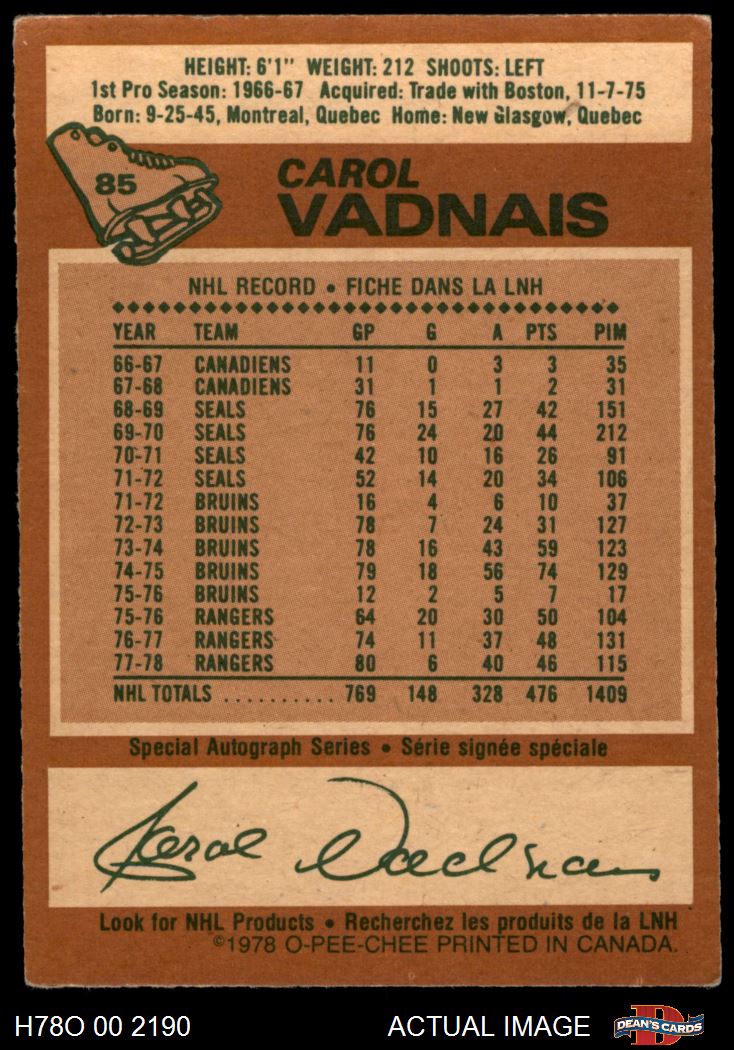 HEIGHT: 6'1" WEIGHT: 212 SHOOTS: LEFT
1st Pro Season: 1966-67 Acquired: Trade with Boston, 11-7-75
Born: 9-25-45, Montreal, Quebec Home: New Glasgow, Quebec
85
CAROL
VADNAIS
NHL RECORD • FICHE DANS LA LNH
YEAR TEAM GP G A PTS PIM
66-67 CANADIENS 11 0 3 3 35
67-68 CANADIENS 31 1 1 2 31
68-69 SEALS 76 15 27 42 151
69-70 SEALS 76 24 20 44 212
70-71 SEALS 42 10 16 26 91
71-72 SEALS 52 14 20 34 106
71-72 BRUINS 16 4 6 10 37
72-73 BRUINS 78 7 24 31 127
73-74 BRUINS 78 16 43 59 123
74-75 BRUINS 79 18 56 74 129
75-76 BRUINS 12 2 5 7 17
75-76 RANGERS 64 20 30 50 104
76-77 RANGERS 74 11 37 48 131
77-78 RANGERS 80 6 40 46 115
NHL TOTALS .......... 769 148 328 476 1409
Special Autograph Series • Série signée spéciale
Carol Vadnais
Look for NHL Products • Recherchez les produits de la LNH
©1978 O-PEE-CHEE PRINTED IN CANADA.
H78O 00 2190 ACTUAL IMAGE D DEAN'S CARDS